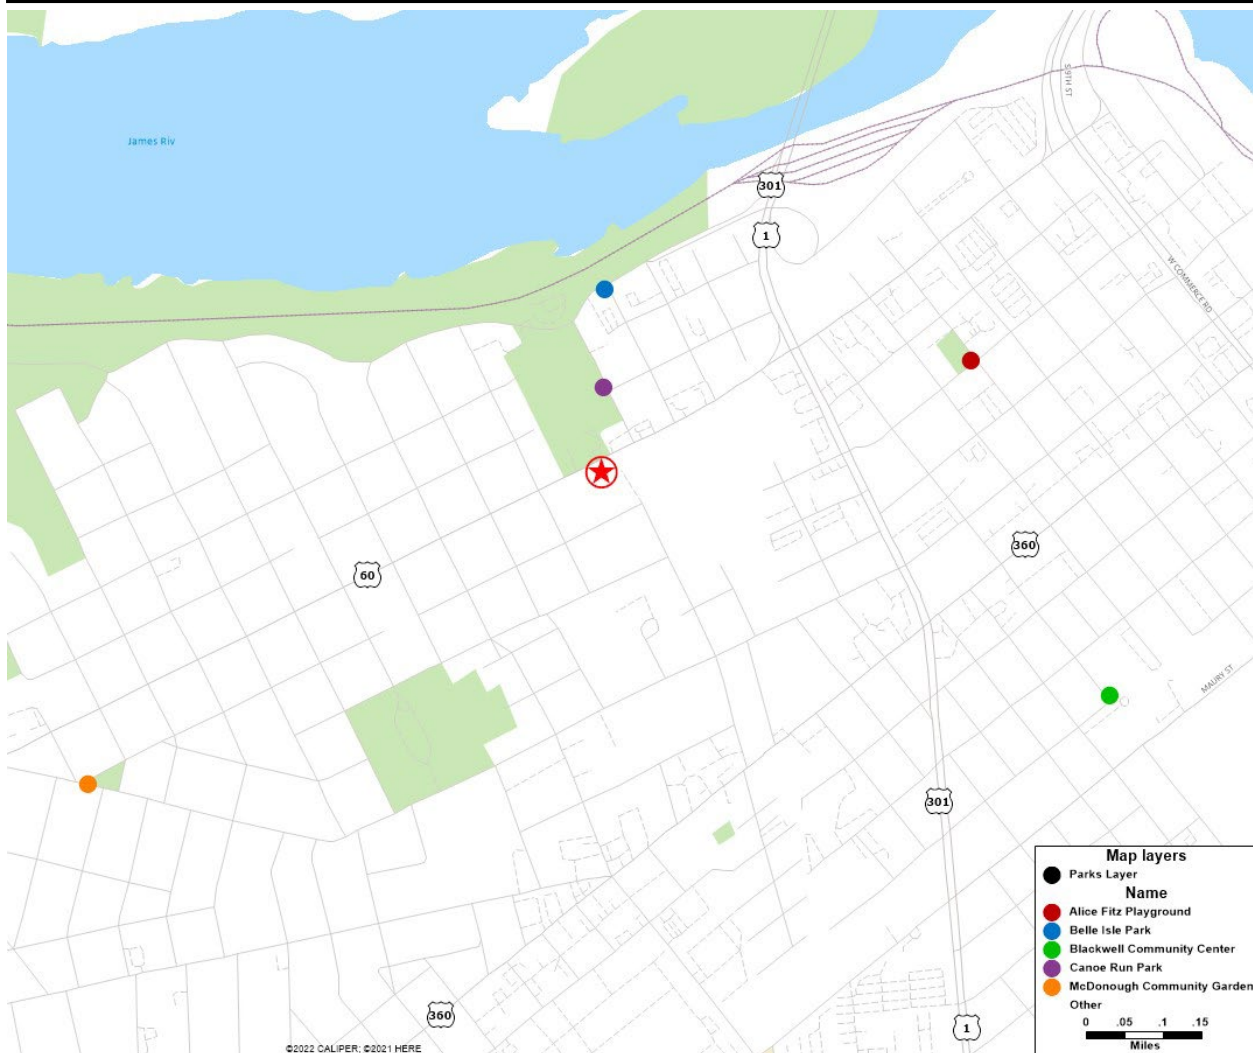 S 9TH ST
James Riv
301
1
W COMMERCE RD
360
60
MAURY ST
301
360
1
Map layers
Parks Layer
Name
Alice Fitz Playground
Belle Isle Park
Blackwell Community Center
Canoe Run Park
McDonough Community Garden
Other
0 .05 .1 .15
Miles
©2022 CALIPER; ©2021 HERE